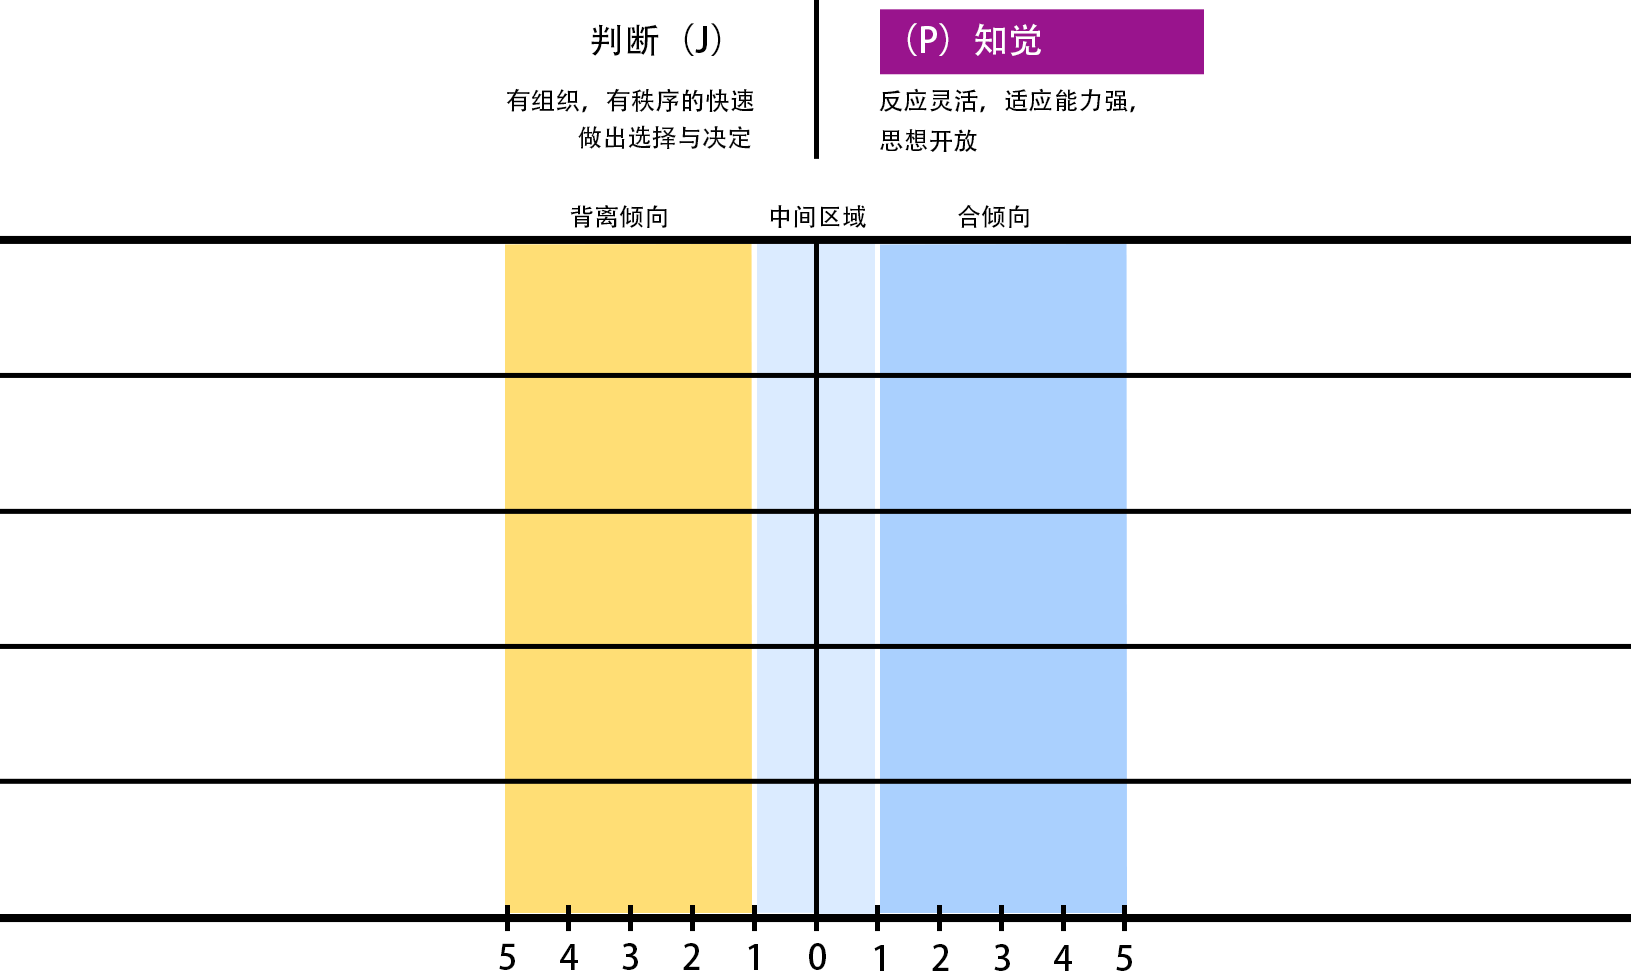 判断（J）
（P）知觉
有组织，有秩序的快速
做出选择与决定
反应灵活，适应能力强，
思想开放
背离倾向
中间区域
合倾向
5 4 3 2 1 0 1 2 3 4 5